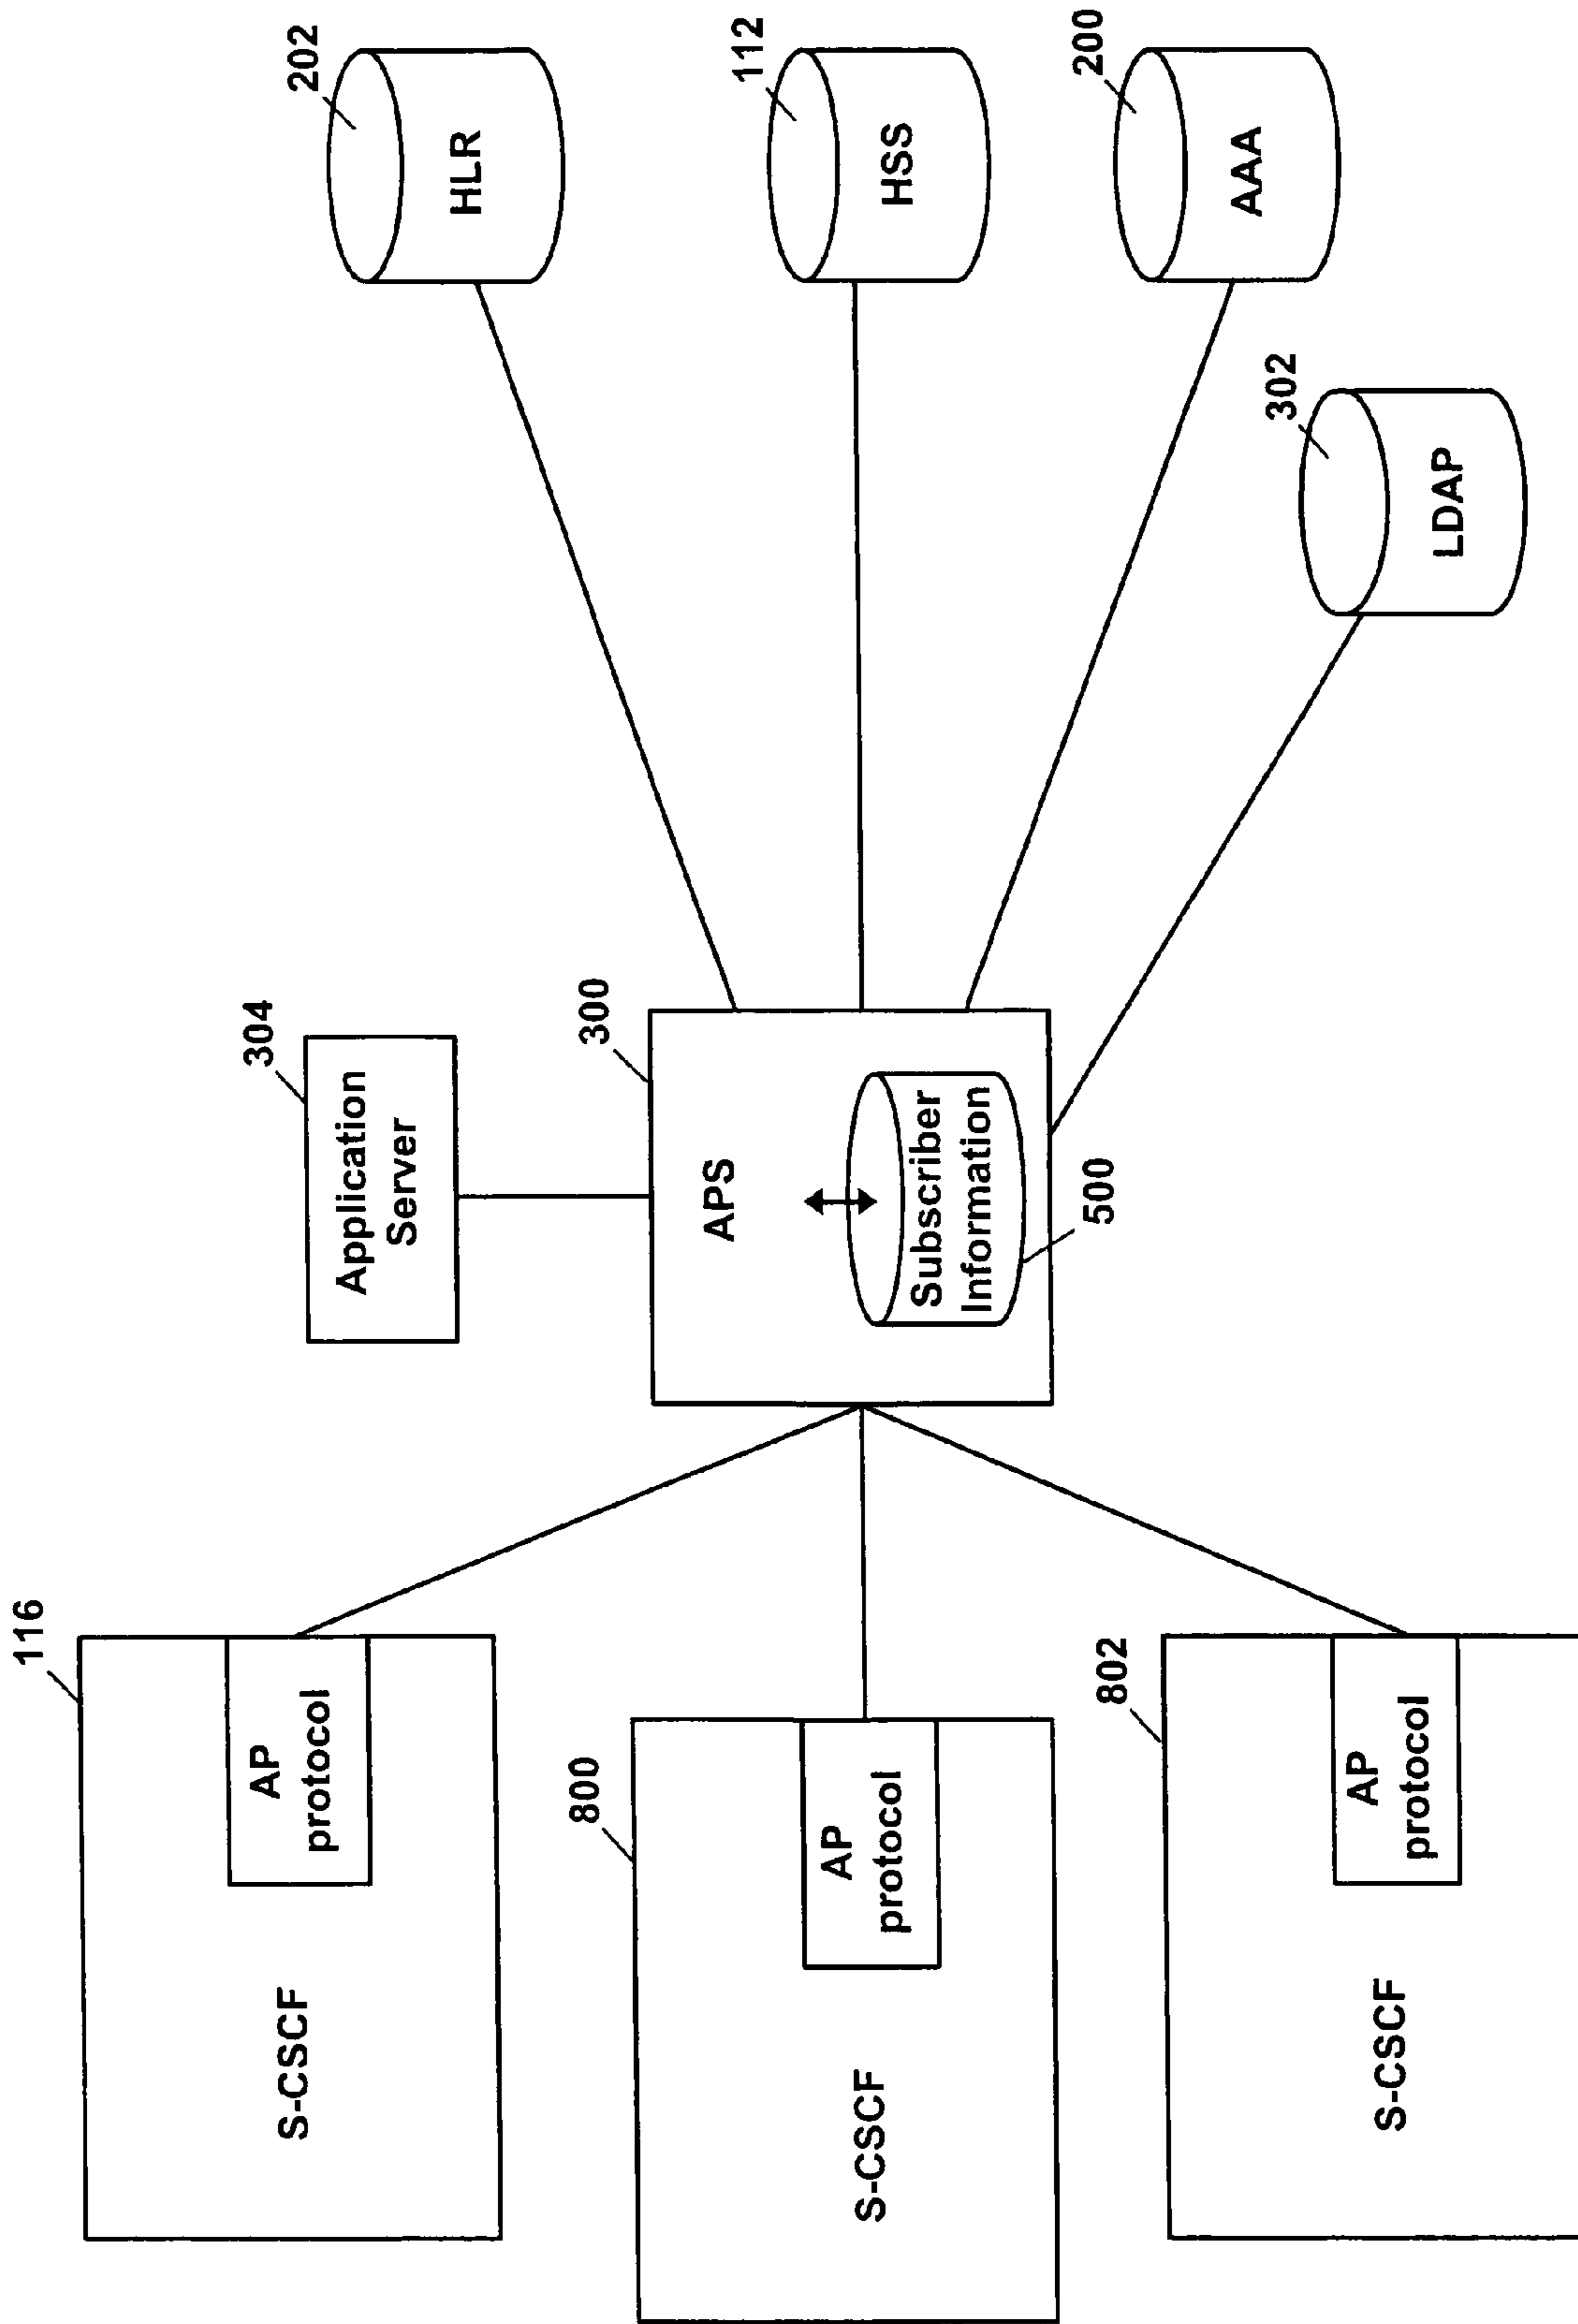 116
S-CSCF
AP
protocol
800
S-CSCF
AP
protocol
802
S-CSCF
AP
protocol
304
Application
Server
300
APS
Subscriber
Information
500
202
HLR
112
HSS
200
AAA
302
LDAP